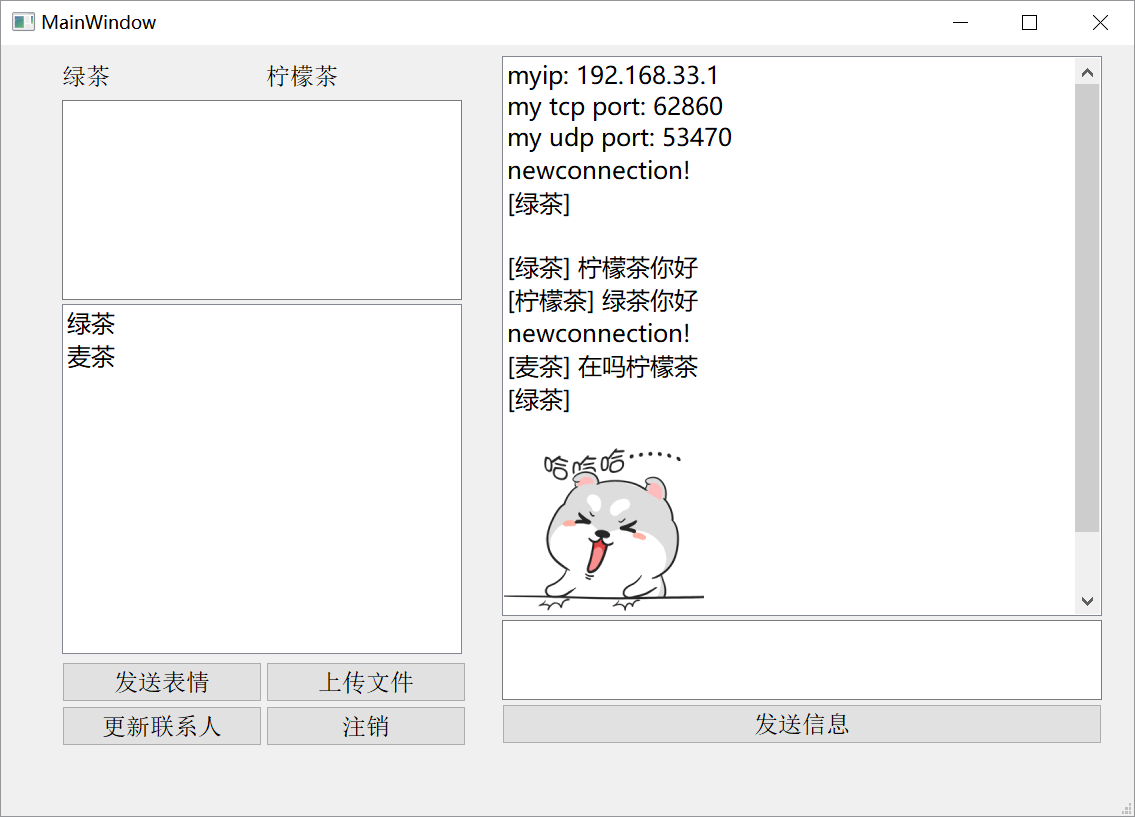 MainWindow
绿茶 柠檬茶
绿茶
麦茶
发送表情 上传文件
更新联系人 注销
myip: 192.168.33.1
my tcp port: 62860
my udp port: 53470
newconnection!
[绿茶]
[绿茶] 柠檬茶你好
[柠檬茶] 绿茶你好
newconnection!
[麦茶] 在吗柠檬茶
[绿茶]
哈哈哈······
发送信息